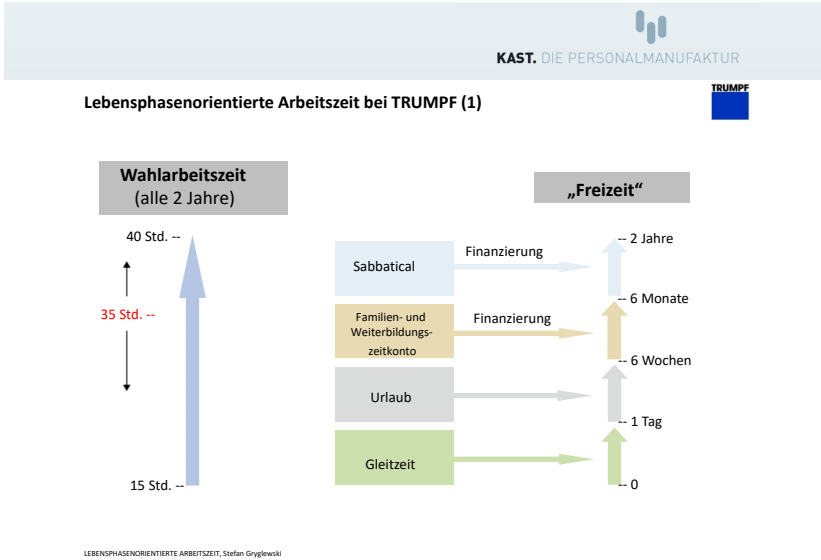 KAST. DIE PERSONALMANUFAKTUR
Lebensphasenorientierte Arbeitszeit bei TRUMPF (1)
TRUMPF
Wahlarbeitszeit
(alle 2 Jahre)
„Freizeit“
40 Std. --
35 Std. --
15 Std. --
Sabbatical
Finanzierung
Familien- und
Weiterbildungs-
zeitkonto
Finanzierung
Urlaub
Gleitzeit
-- 2 Jahre
-- 6 Monate
-- 6 Wochen
-- 1 Tag
-- 0
LEBENSPHASENORIENTIERTE ARBEITSZEIT, Stefan Gryglewski